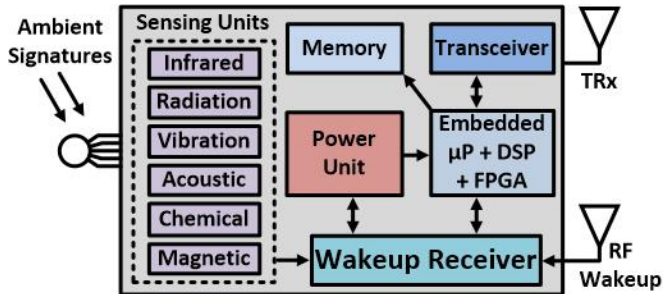 Ambient
Signatures
Sensing Units
Infrared
Radiation
Vibration
Acoustic
Chemical
Magnetic
Memory
Transceiver
TRx
Power
Unit
Embedded
µP + DSP
+ FPGA
Wakeup Receiver
RF
Wakeup